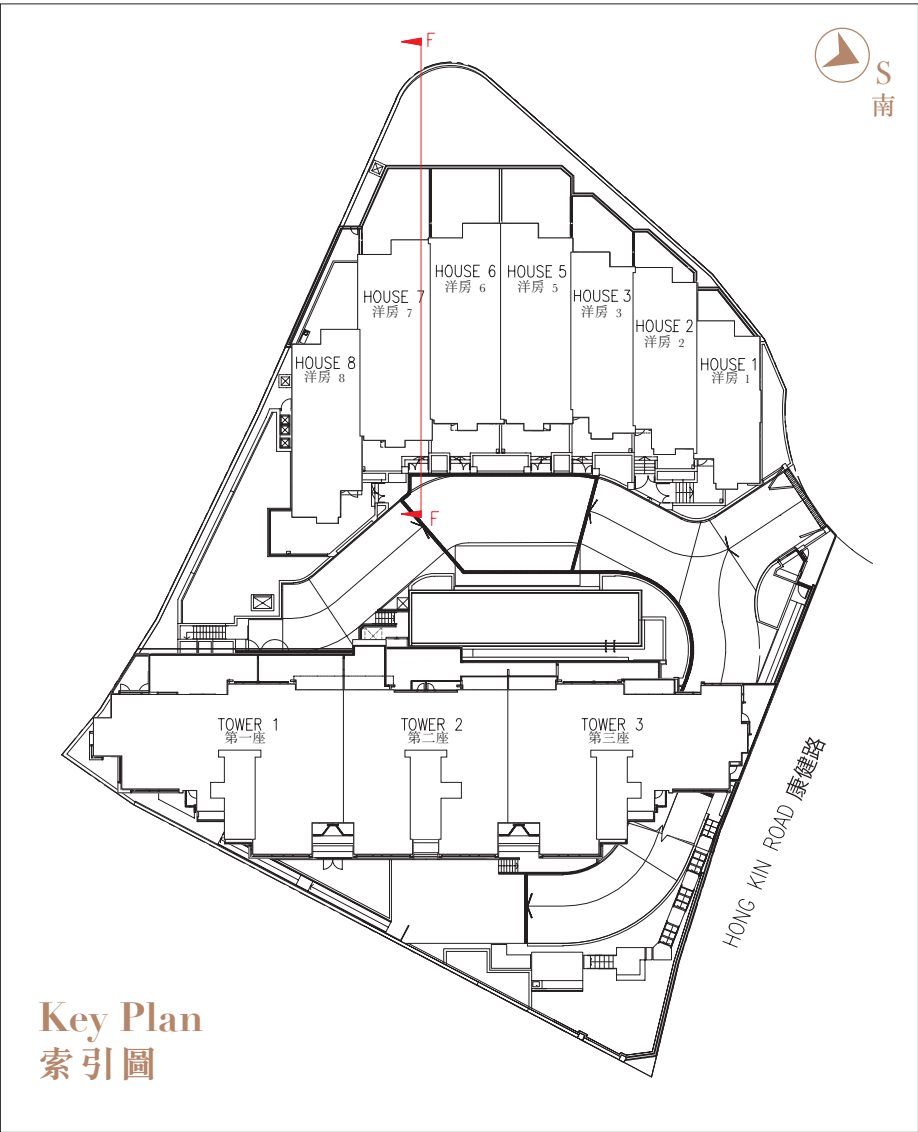 F
S
南
HOUSE 6
洋房 6
HOUSE 5
洋房 5
HOUSE 7
洋房 7
HOUSE 3
洋房 3
HOUSE 2
洋房 2
HOUSE 8
洋房 8
HOUSE 1
洋房 1
F
TOWER 1
第一座
TOWER 2
第二座
TOWER 3
第三座
HONG KIN ROAD 康健路
Key Plan
索引圖